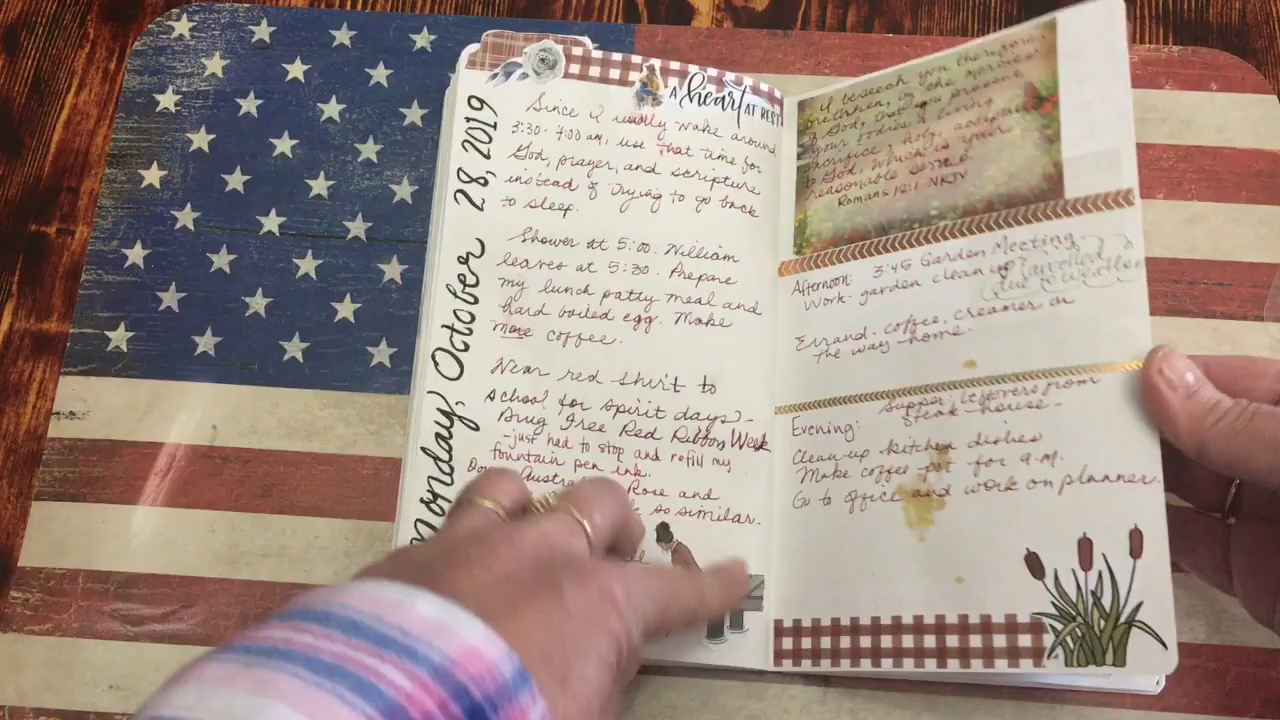 Monday, October 28, 2019
A heart AT REST
Since I usually wake around
3:30-4:00 am, use that time for
God, prayer, and scripture
instead of trying to go back
to sleep.
Shower at 5:00. William
leaves at 5:30. Prepare
my lunch patty meal and
hard boiled egg. Make
more coffee.
Wear red shirt to
school for spirit days-
Drug Free Red Ribbon Week
-just had to stop and refill my
fountain pen ink.
Rose and
so similar.
I beseech you therefore,
brethren, by the mercies
of God, that you present
your bodies a living
sacrifice, holy, acceptable
to God, which is your
reasonable service.
Romans 12:1 NKJV
Afternoon: 3:45 Garden Meeting
Work- garden clean up?
Cancelled
due to weather
Errand- coffee, creamer on
the way home.
Supper, leftovers from
steak-house-
Evening:
Clean up kitchen dishes
Make coffee pot for A.M.
Go to office and work on planner.